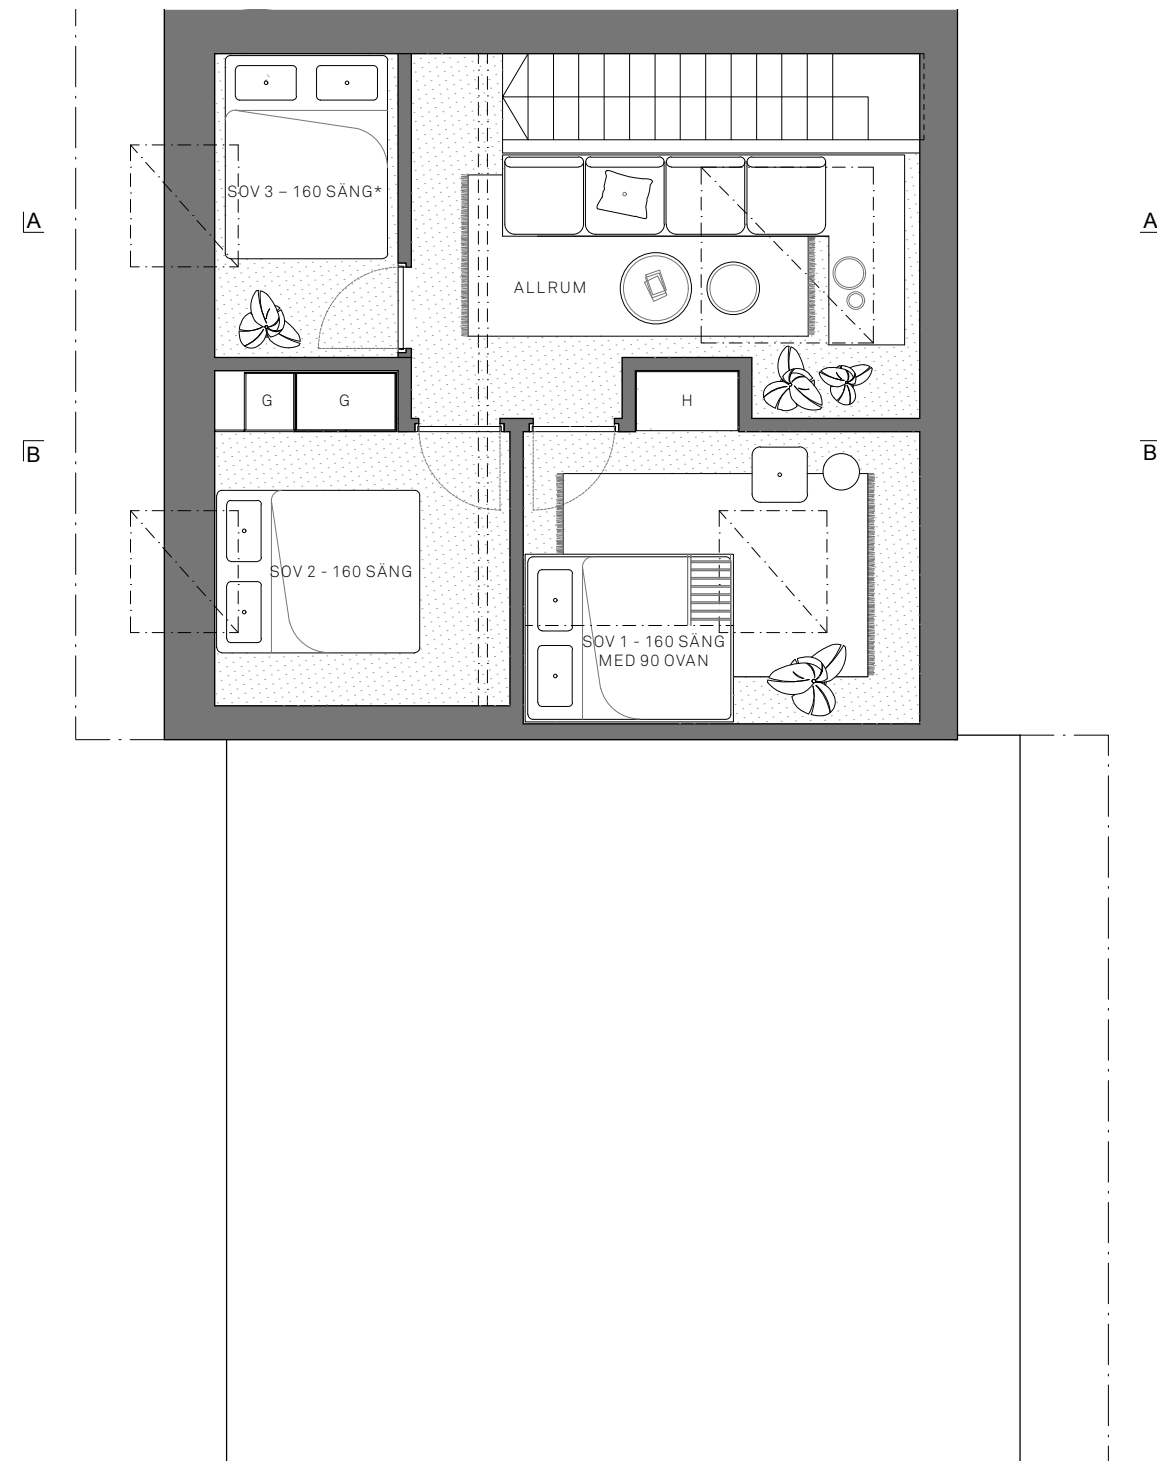 SOV 3 – 160 SÄNG*
A
A
ALLRUM
G
G
H
B
B
SOV 2 - 160 SÄNG
SOV 1 - 160 SÄNG
MED 90 OVAN